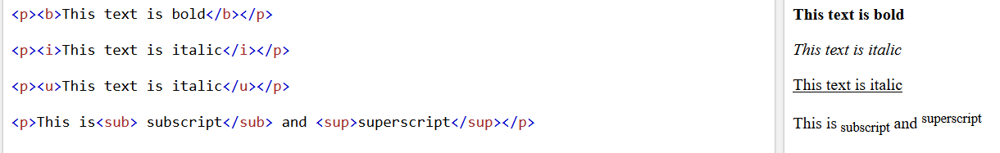 <p><b>This text is bold</b></p>
<p><i>This text is italic</i></p>
<p><u>This text is italic</u></p>
<p>This is<sub> subscript</sub> and <sup>superscript</sup></p>
This text is bold
This text is italic
This text is italic
This is subscript and superscript